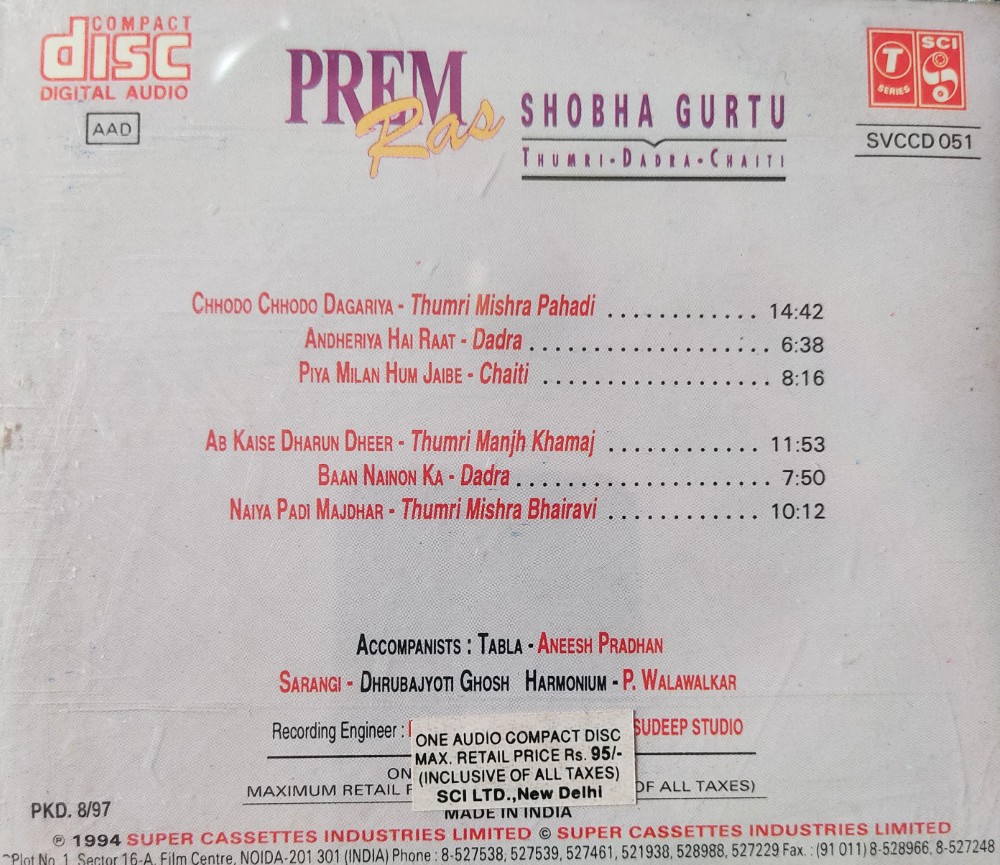 COMPACT
disc
DIGITAL AUDIO
AAD
PREM
Ras
SHOBHA GURTU
THUMRI-DADRA-CHAITI
T
SERIES
SCI
SVCCD 051
CHHODO CHHODO DAGARIYA - Thumri Mishra Pahadi ............ 14:42
ANDHERIYA HAI RAAT - Dadra .................... 6:38
PIYA MILAN HUM JAIBE - Chaiti ................... 8:16
AB KAISE DHARUN DHEER - Thumri Manjh Khamaj ............ 11:53
BAAN NAINON KA - Dadra ..................... 7:50
NAIYA PADI MAJDHAR - Thumri Mishra Bhairavi ............ 10:12
ACCOMPANISTS : TABLA - ANEESH PRADHAN
SARANGI - DHRUBAJYOTI GHOSH HARMONIUM - P. WALAWALKAR
Recording Engineer : SUDEEP STUDIO
ONE AUDIO COMPACT DISC
MAX. RETAIL PRICE Rs. 95/-
(INCLUSIVE OF ALL TAXES)
SCI LTD.,New Delhi
ON
MAXIMUM RETAIL OF ALL TAXES)
MADE IN INDIA
PKD. 8/97
℗ 1994 SUPER CASSETTES INDUSTRIES LIMITED © SUPER CASSETTES INDUSTRIES LIMITED
Plot No. 1, Sector 16-A, Film Centre, NOIDA-201 301 (INDIA) Phone : 8-527538, 527539, 527461, 521938, 528988, 527229 Fax. : (91 011) 8-528966, 8-527248